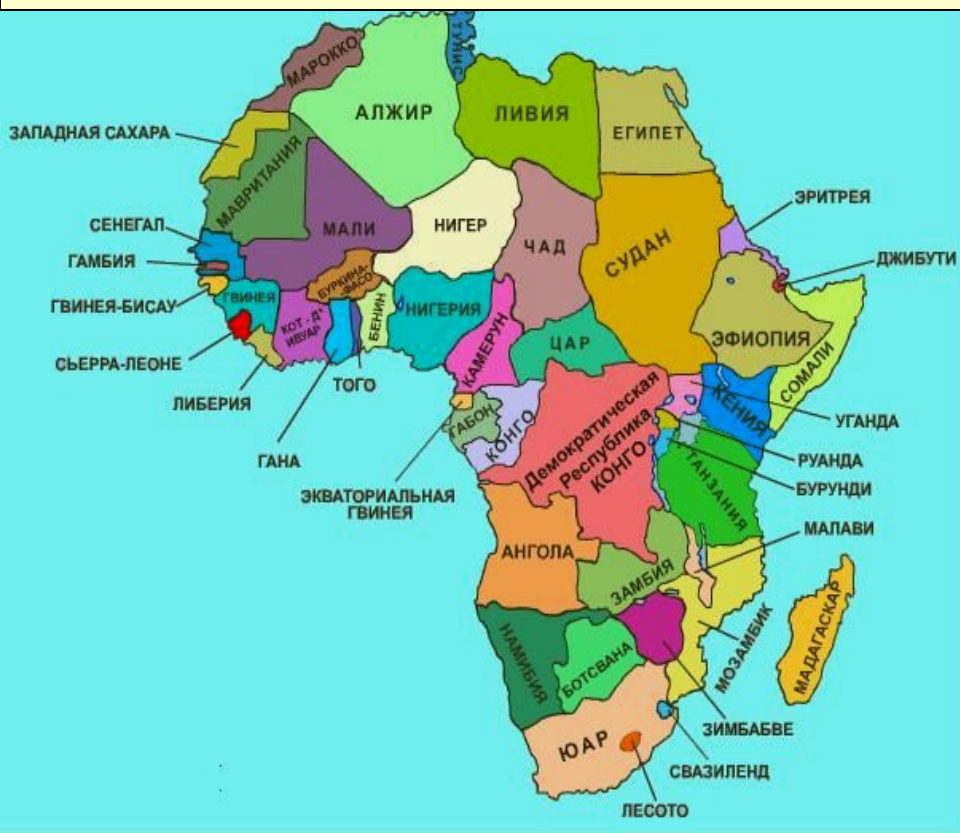 ТУНИС
МАРОККО
АЛЖИР
ЛИВИЯ
ЕГИПЕТ
ЗАПАДНАЯ САХАРА
МАВРИТАНИЯ
МАЛИ
НИГЕР
ЧАД
СУДАН
ЭРИТРЕЯ
СЕНЕГАЛ
ГАМБИЯ
ДЖИБУТИ
ГВИНЕЯ-БИСАУ
ГВИНЕЯ
БУРКИНА-
ФАСО
КОТ - Д'
ИВУАР
БЕНИН
НИГЕРИЯ
КАМЕРУН
ЦАР
ЭФИОПИЯ
СОМАЛИ
СЬЕРРА-ЛЕОНЕ
ЛИБЕРИЯ
ТОГО
ГАНА
ГАБОН
КОНГО
Демократическая
Республика
КОНГО
КЕНИЯ
УГАНДА
РУАНДА
БУРУНДИ
ТАНЗАНИЯ
ЭКВАТОРИАЛЬНАЯ
ГВИНЕЯ
МАЛАВИ
АНГОЛА
ЗАМБИЯ
МОЗАМБИК
МАДАГАСКАР
НАМИБИЯ
БОТСВАНА
ЗИМБАБВЕ
ЮАР
СВАЗИЛЕНД
ЛЕСОТО